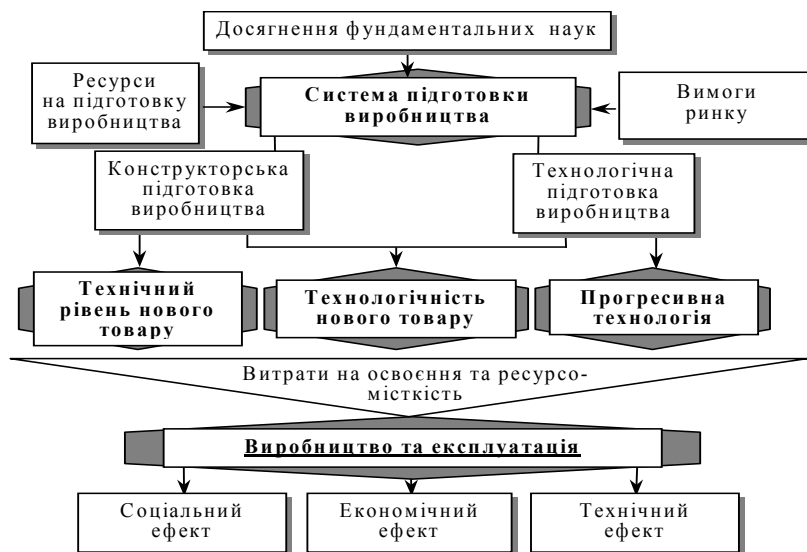 Досягнення фундаментальних наук
Ресурси
на підготовку
виробництва
Система підготовки
виробництва
Вимоги
ринку
Конструкторська
підготовка
виробництва
Технологічна
підготовка
виробництва
Технічний
рівень нового
товару
Технологічність
нового товару
Прогресивна
технологія
Витрати на освоєння та ресурсо-
місткість
Виробництво та експлуатація
Соціальний
ефект
Економічний
ефект
Технічний
ефект